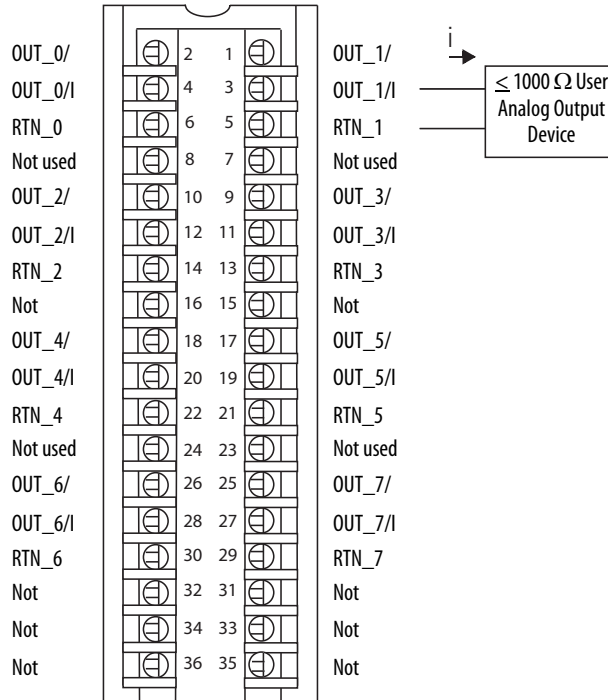 OUT_0/ 2 1 OUT_1/ i
OUT_0/I 4 3 OUT_1/I ≤ 1000 Ω User
RTN_0 6 5 RTN_1 Analog Output
Device
Not used 8 7 Not used
OUT_2/ 10 9 OUT_3/
OUT_2/I 12 11 OUT_3/I
RTN_2 14 13 RTN_3
Not 16 15 Not
OUT_4/ 18 17 OUT_5/
OUT_4/I 20 19 OUT_5/I
RTN_4 22 21 RTN_5
Not used 24 23 Not used
OUT_6/ 26 25 OUT_7/
OUT_6/I 28 27 OUT_7/I
RTN_6 30 29 RTN_7
Not 32 31 Not
Not 34 33 Not
Not 36 35 Not